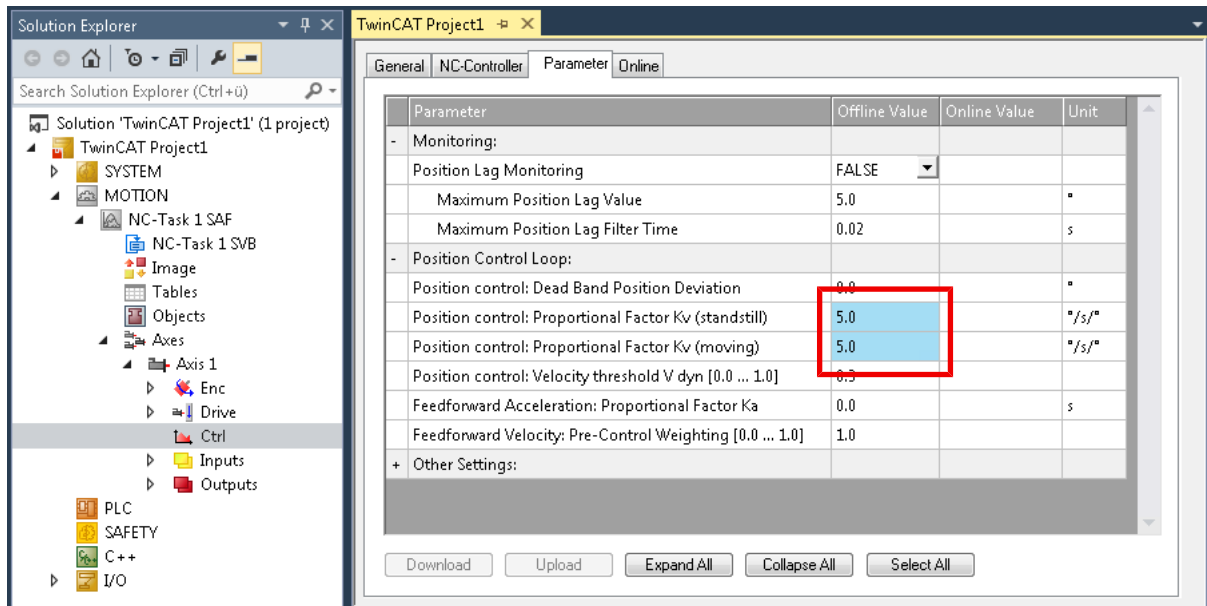 Solution Explorer
Search Solution Explorer (Ctrl+ü)
Solution 'TwinCAT Project1' (1 project)
TwinCAT Project1
SYSTEM
MOTION
NC-Task 1 SAF
NC-Task 1 SVB
Image
Tables
Objects
Axes
Axis 1
Enc
Drive
Ctrl
Inputs
Outputs
PLC
SAFETY
C++
I/O
TwinCAT Project1
General NC-Controller Parameter Online
Parameter Offline Value Online Value Unit
- Monitoring:
Position Lag Monitoring FALSE
Maximum Position Lag Value 5.0 °
Maximum Position Lag Filter Time 0.02 s
- Position Control Loop:
Position control: Dead Band Position Deviation 0.0 °
Position control: Proportional Factor Kv (standstill) 5.0 °/s/°
Position control: Proportional Factor Kv (moving) 5.0 °/s/°
Position control: Velocity threshold V dyn [0.0 ... 1.0]
Feedforward Acceleration: Proportional Factor Ka 0.0 s
Feedforward Velocity: Pre-Control Weighting [0.0 ... 1.0] 1.0
+ Other Settings:
Download Upload Expand All Collapse All Select All